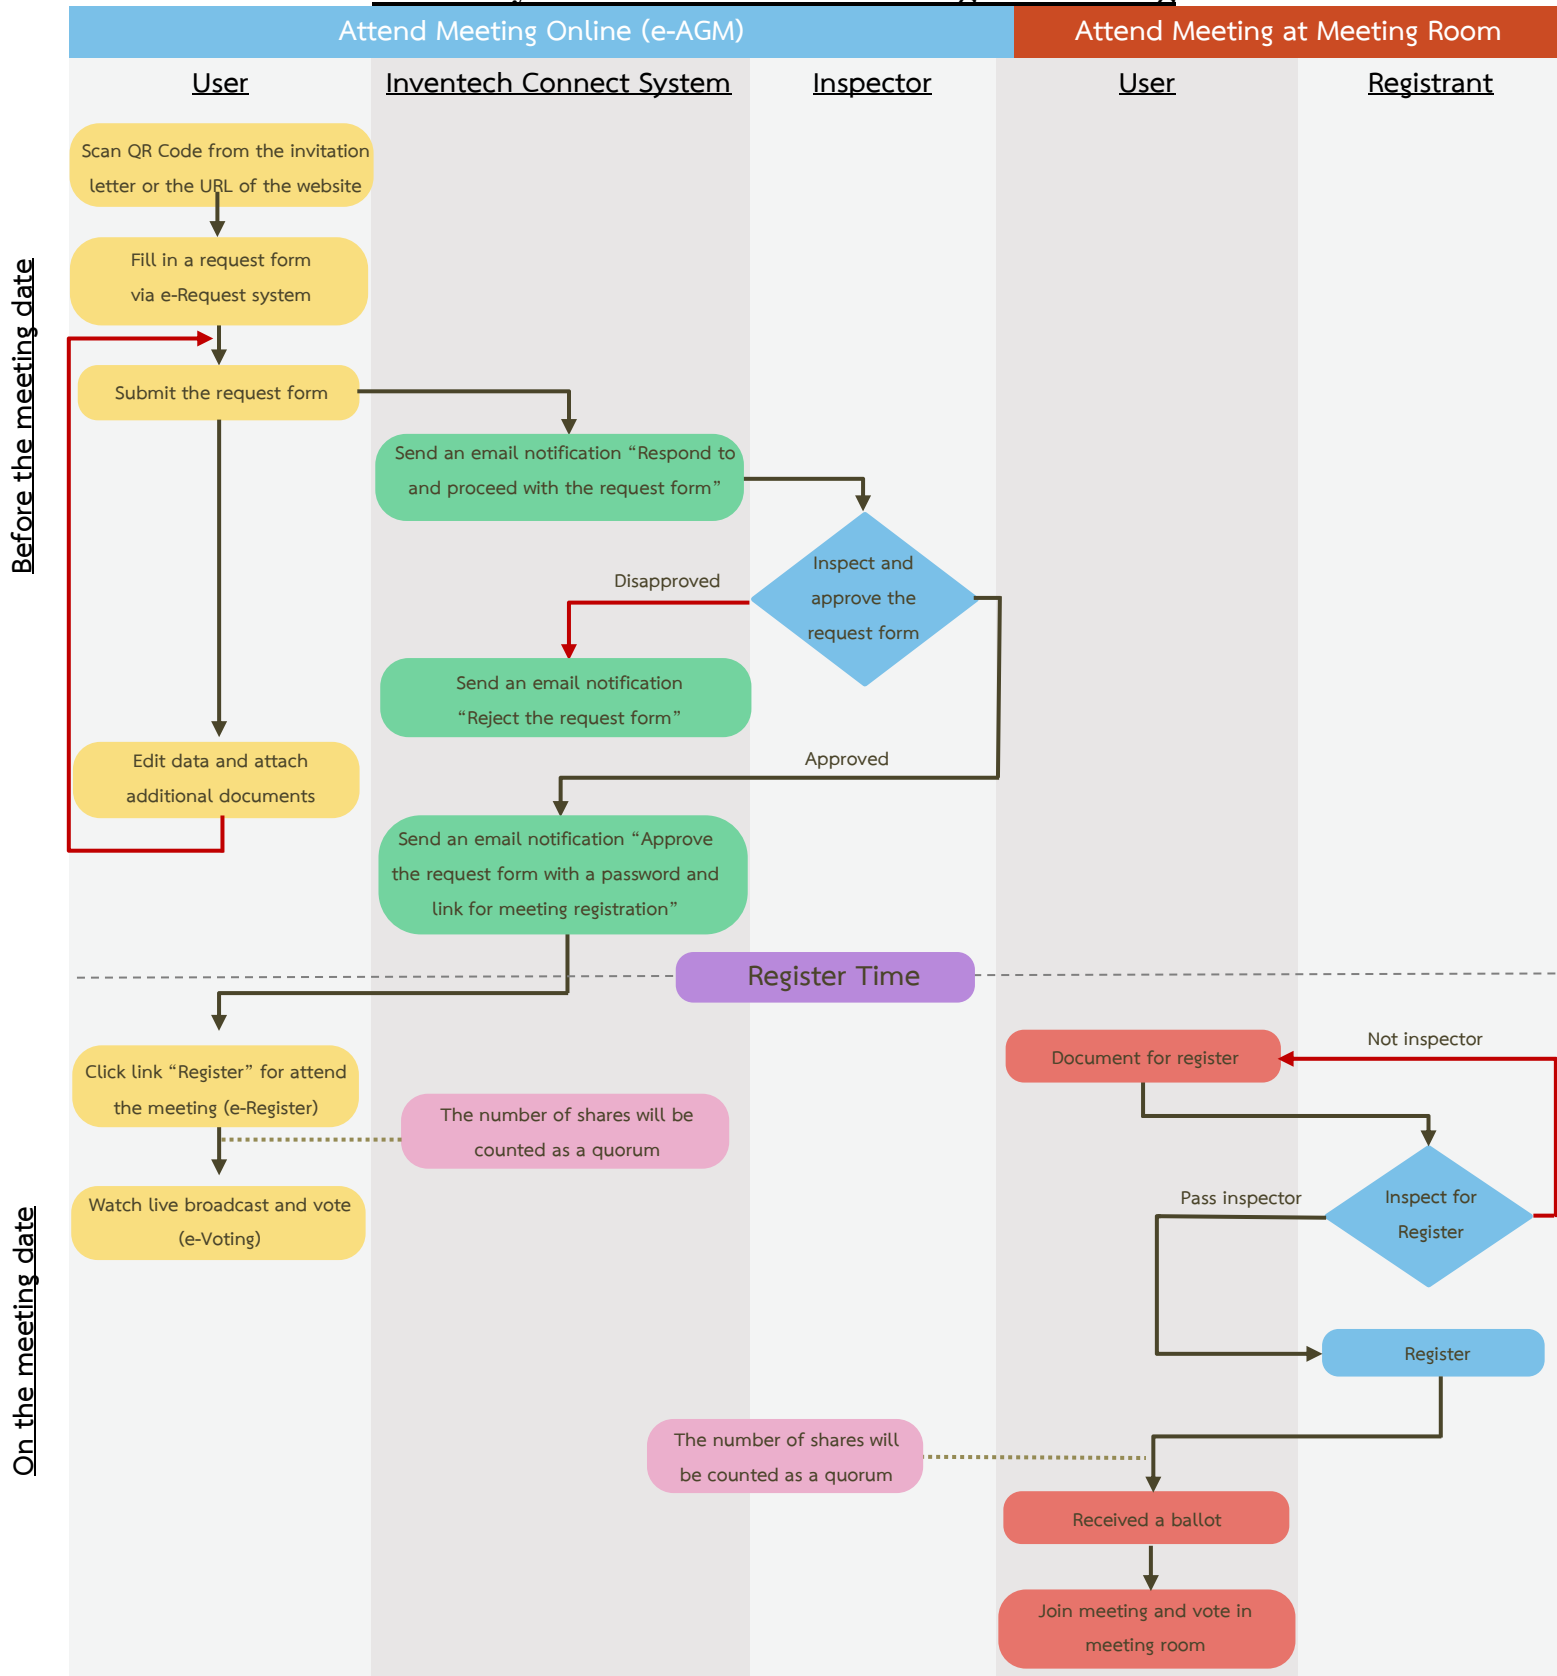 Attend Meeting Online (e-AGM)
Attend Meeting at Meeting Room
User
Inventech Connect System
Inspector
User
Registrant
Before the meeting date
Scan QR Code from the invitation
letter or the URL of the website
Fill in a request form
via e-Request system
Submit the request form
Send an email notification “Respond to
and proceed with the request form”
Inspect and
approve the
request form
Disapproved
Send an email notification
“Reject the request form”
Approved
Edit data and attach
additional documents
Send an email notification “Approve
the request form with a password and
link for meeting registration”
Register Time
On the meeting date
Click link “Register” for attend
the meeting (e-Register)
The number of shares will be
counted as a quorum
Watch live broadcast and vote
(e-Voting)
Document for register
Not inspector
Pass inspector
Inspect for
Register
Register
The number of shares will
be counted as a quorum
Received a ballot
Join meeting and vote in
meeting room